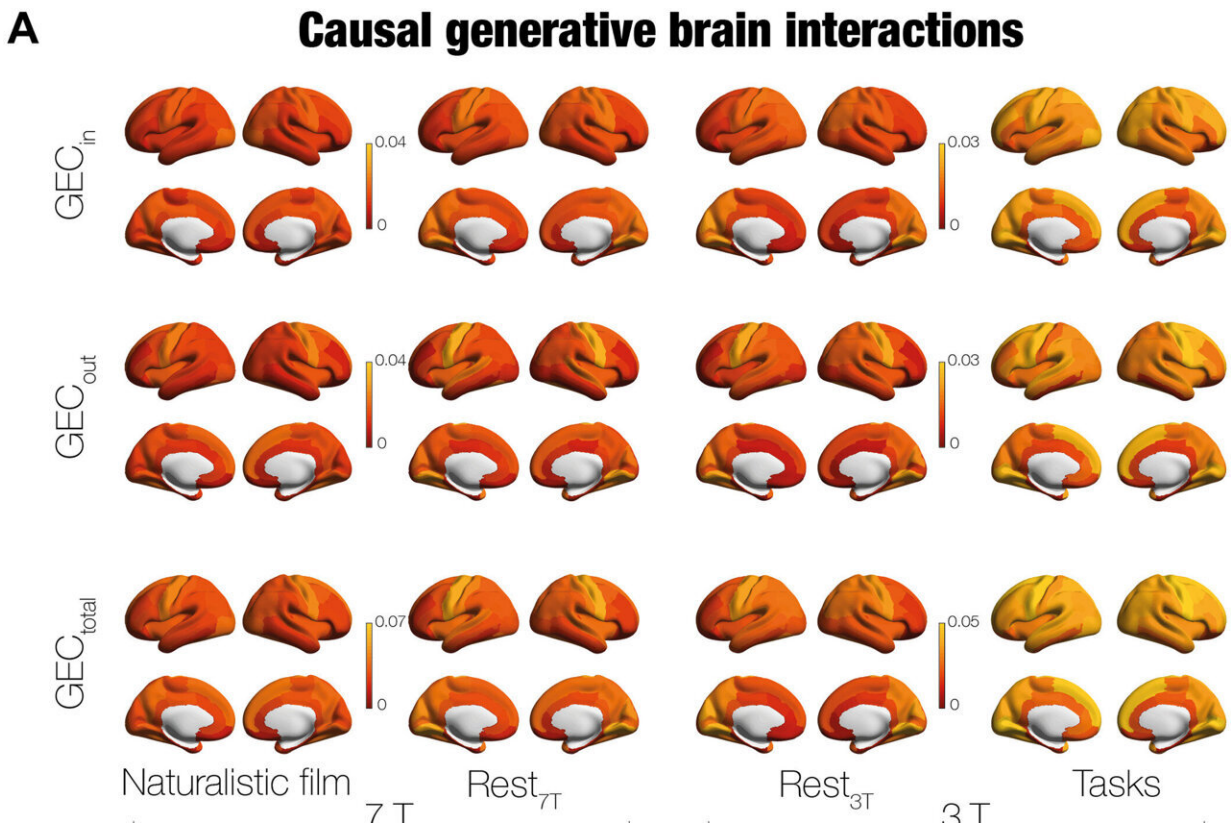 A
Causal generative brain interactions
GEC_in
0.04
0
0.03
0
GEC_out
0.04
0
0.03
0
GEC_total
0.07
0
0.05
0
Naturalistic film
Rest_7T
Rest_3T
Tasks
7 T
3 T